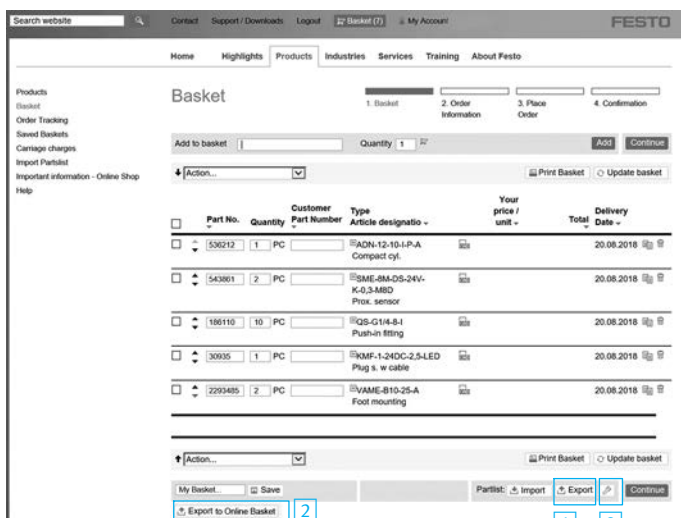 Search website Contact Support / Downloads Logout Basket (7) My Account FESTO
Home Highlights Products Industries Services Training About Festo
Products
Basket
Order Tracking
Saved Baskets
Carriage charges
Import Partslist
Important information - Online Shop
Help
Basket
1. Basket 2. Order Information 3. Place Order 4. Confirmation
Add to basket Quantity 1 Add Continue
Action... Print Basket Update basket
Part No. Quantity Customer Part Number Type Article designatio Your price / unit Total Delivery Date
536212 1 PC ADN-12-10-I-P-A 20.08.2018
Compact cyl.
543861 2 PC SME-8M-DS-24V- 20.08.2018
K-0,3-M8D
Prox. sensor
186110 10 PC QS-G1/4-8-I 20.08.2018
Push-in fitting
30935 1 PC KMF-1-24DC-2,5-LED 20.08.2018
Plug s. w cable
2293485 2 PC VAME-B10-25-A 20.08.2018
Foot mounting
Action... Print Basket Update basket
My Basket... Save Partlist: Import Export Continue
Export to Online Basket 2